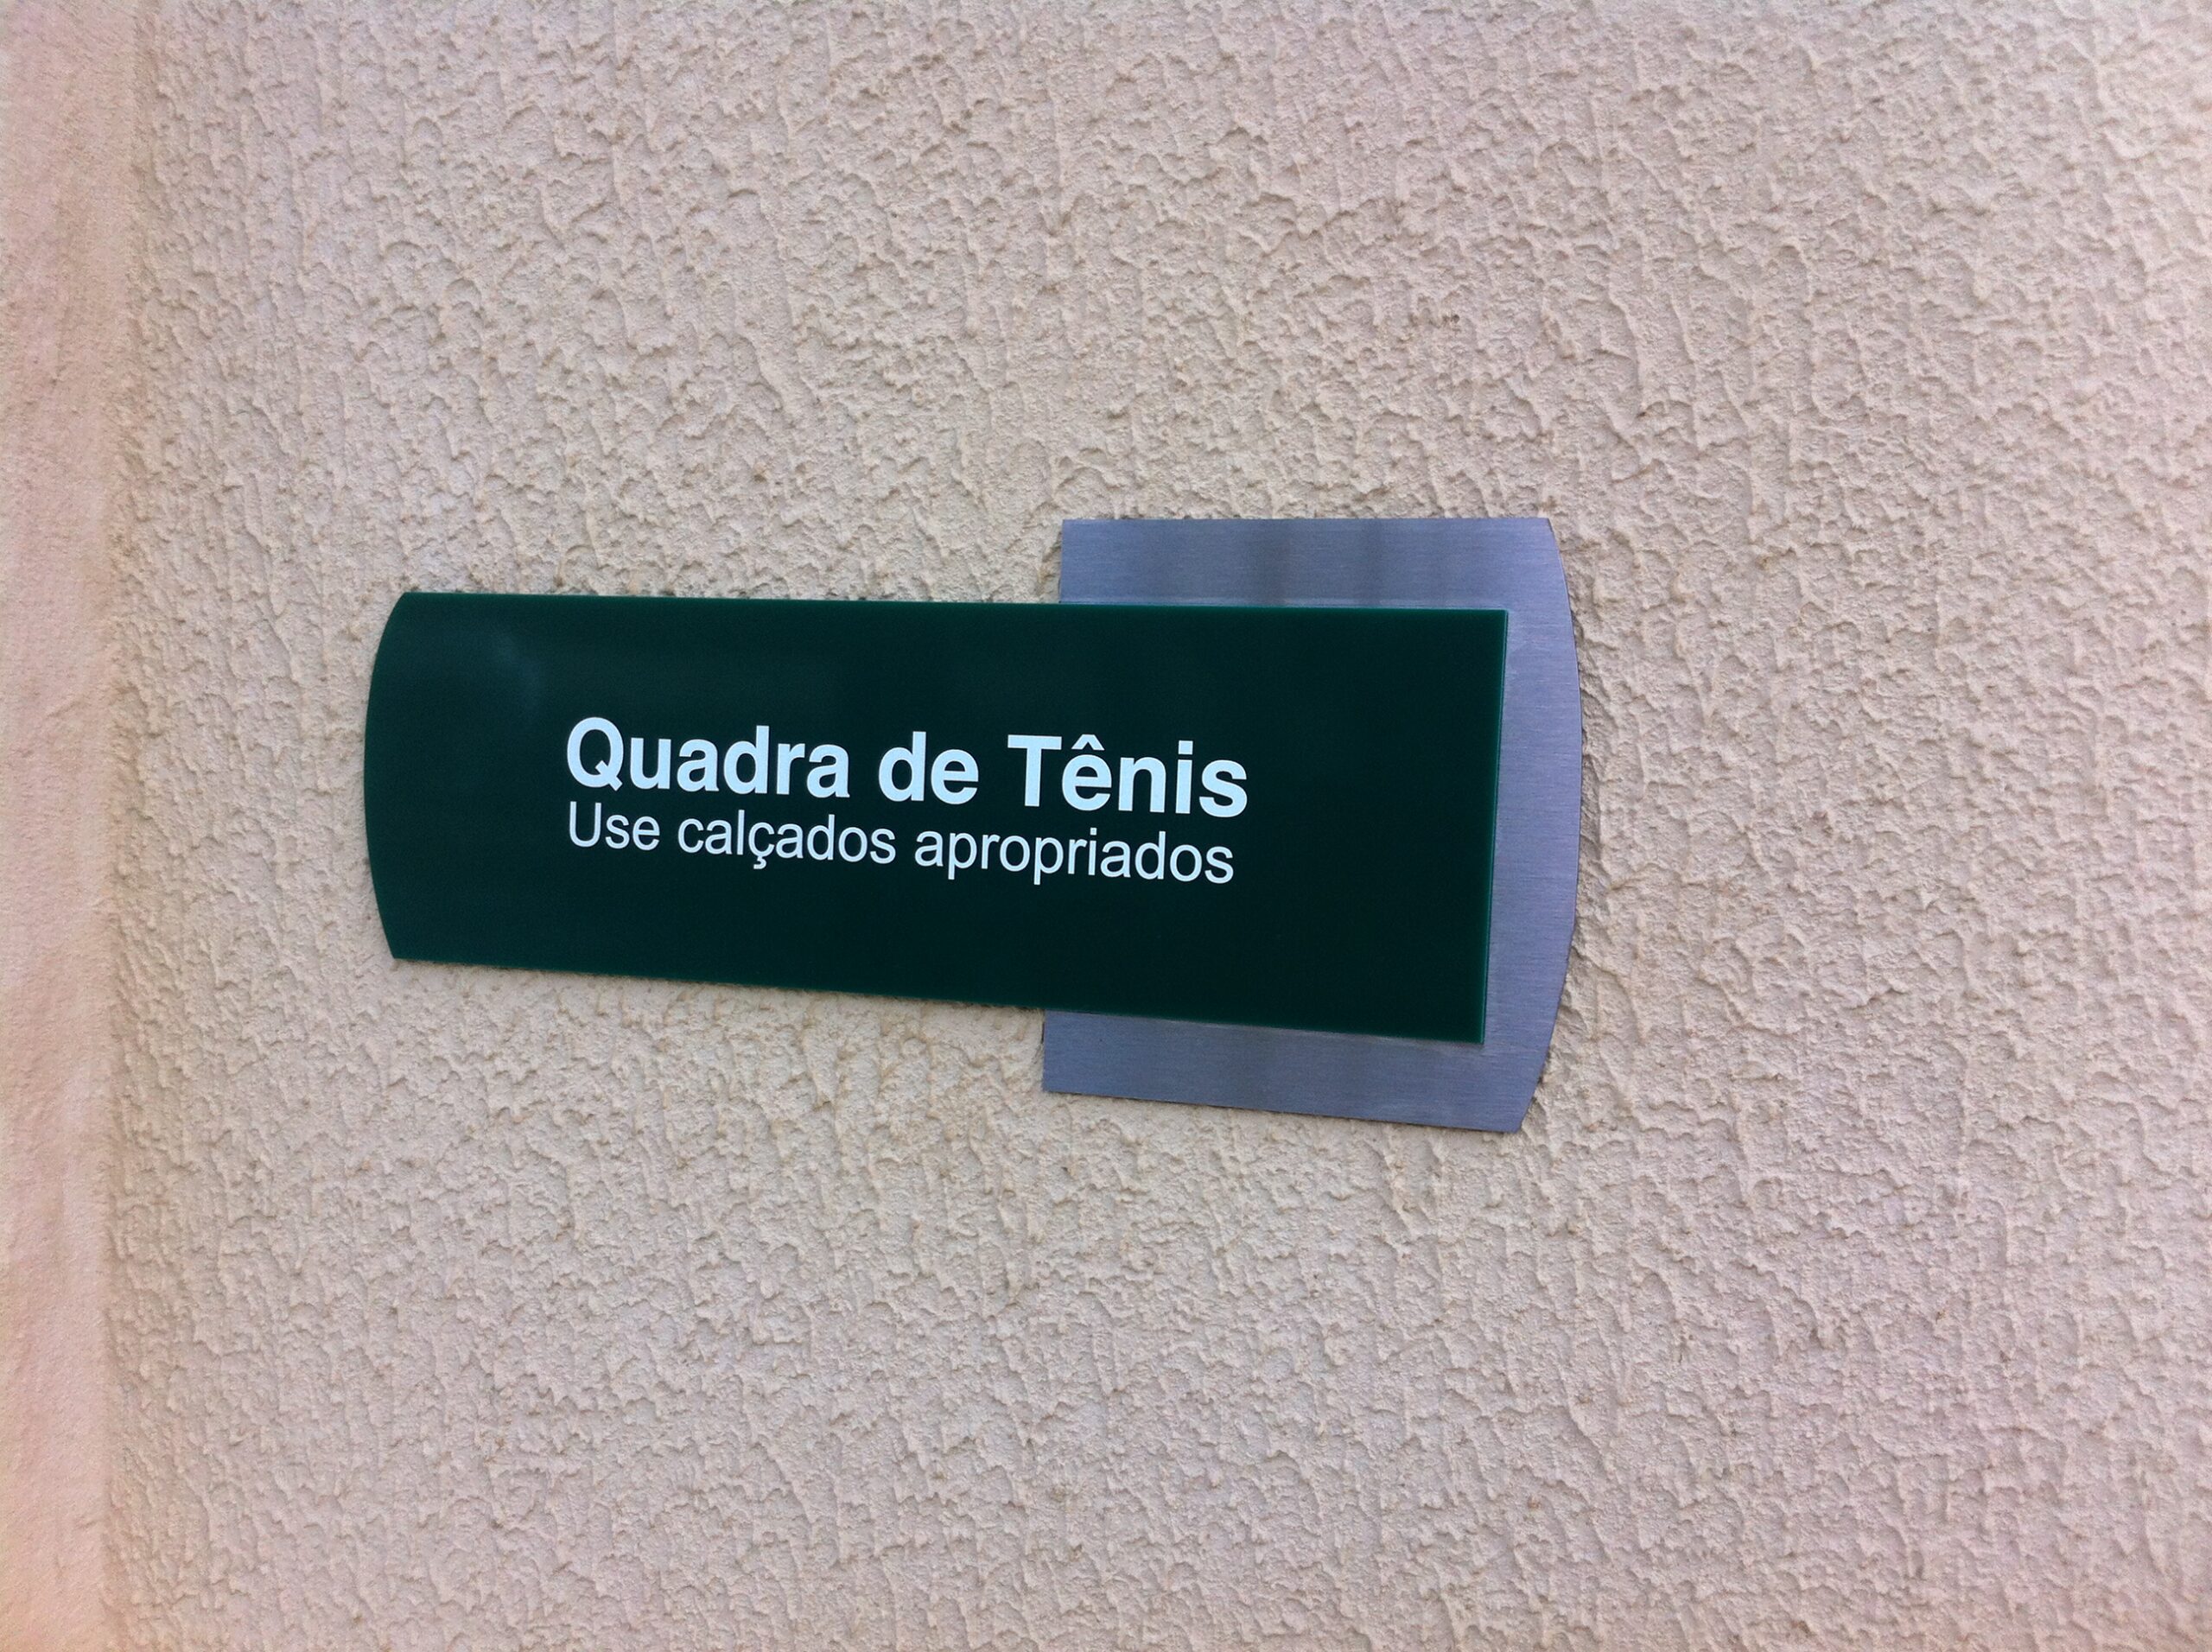 Quadra de Tênis
Use calçados apropriados